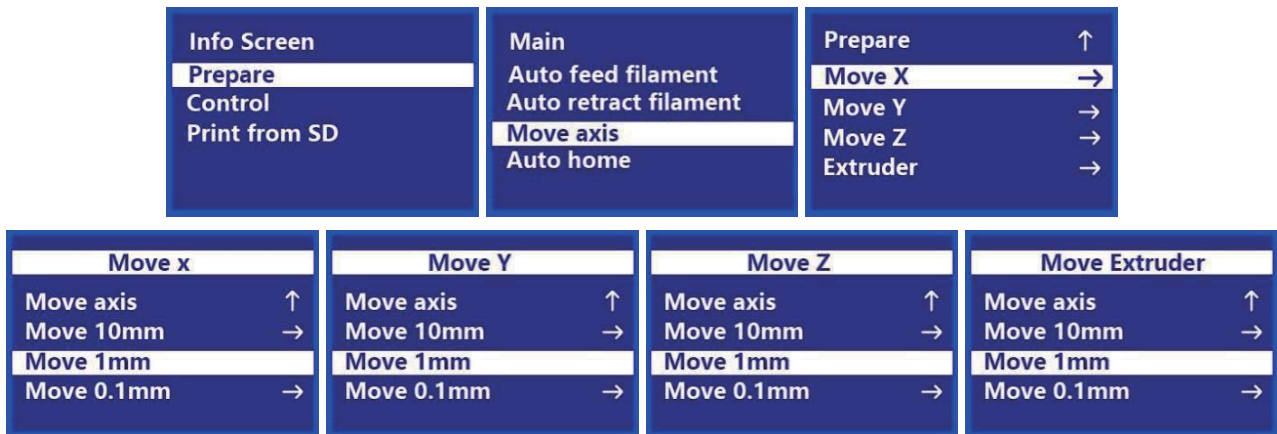 Info Screen
Prepare
Control
Print from SD
Main
Auto feed filament
Auto retract filament
Move axis
Auto home
Prepare ↑
Move X →
Move Y →
Move Z →
Extruder →
Move x
Move axis ↑
Move 10mm →
Move 1mm
Move 0.1mm →
Move Y
Move axis ↑
Move 10mm →
Move 1mm
Move 0.1mm →
Move Z
Move axis ↑
Move 10mm →
Move 1mm
Move 0.1mm →
Move Extruder
Move axis ↑
Move 10mm →
Move 1mm
Move 0.1mm →